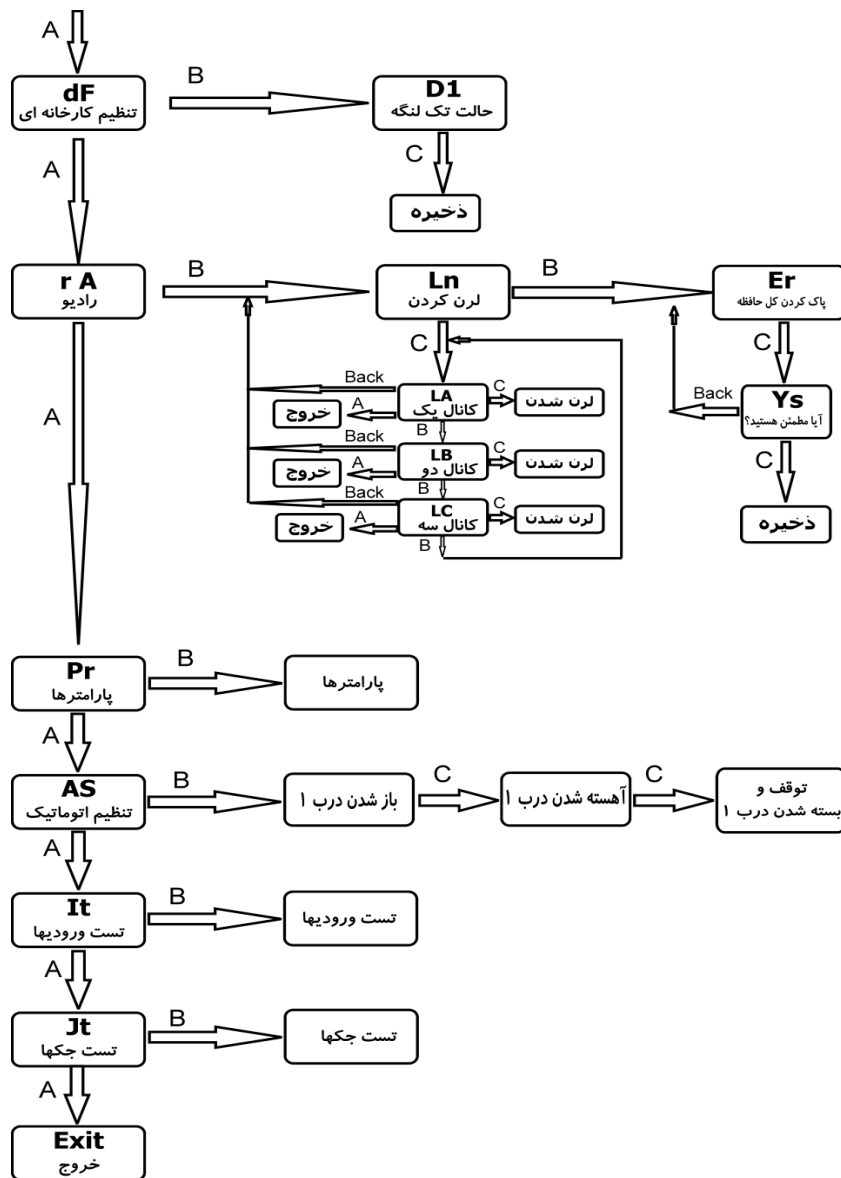 A
dF
تنظیم کارخانه ای
B
D1
حالت تک لنگه
C
ذخیره
A
r A
رادیو
B
Ln
لرن کردن
B
Er
پاک کردن کل حافظه
C
Ys
آیا مطمئن هستید؟
Back
C
ذخیره
C
LA
کانال یک
Back
A
خروج
C
لرن شدن
B
LB
کانال دو
Back
A
خروج
C
لرن شدن
B
LC
کانال سه
Back
A
خروج
C
لرن شدن
B
A
Pr
پارامترها
B
پارامترها
A
AS
تنظیم اتوماتیک
B
باز شدن درب ۱
C
آهسته شدن درب ۱
C
توقف و
بسته شدن درب ۱
A
It
تست ورودیها
B
تست ورودیها
A
Jt
تست جکها
B
تست جکها
A
Exit
خروج